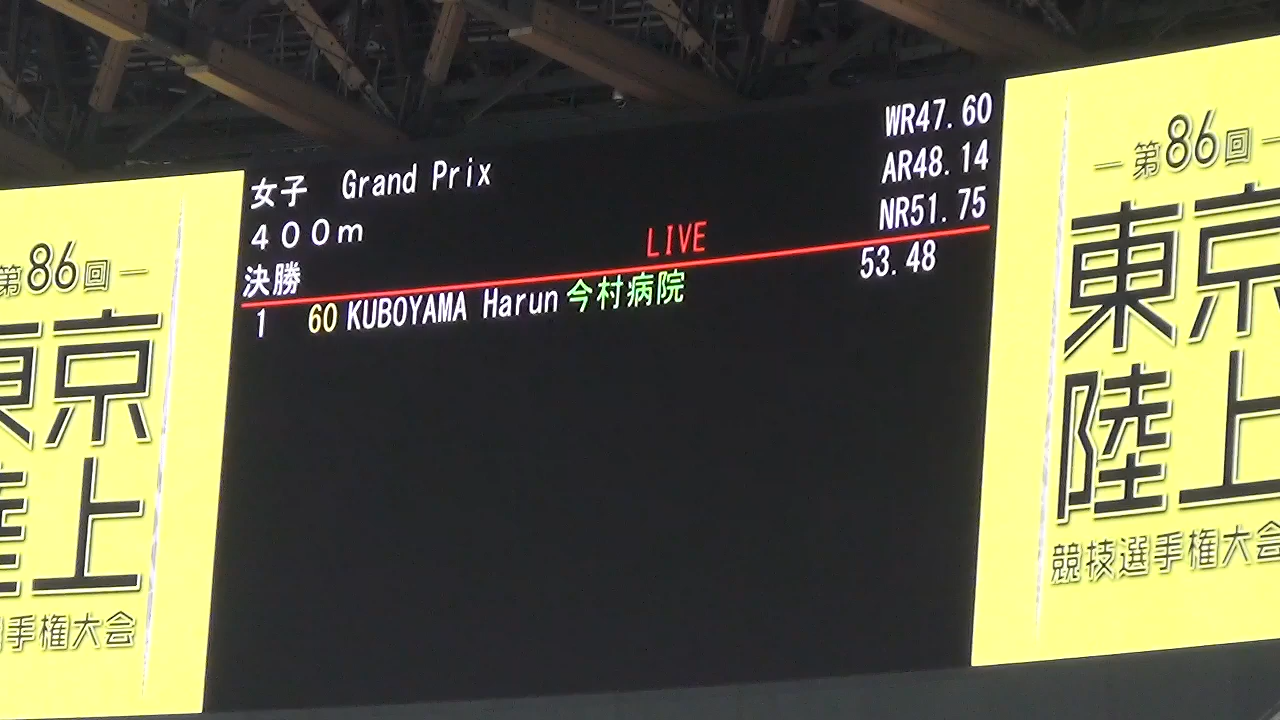 WR47.60
女子 Grand Prix AR48.14
400m NR51.75
決勝 LIVE
1 60 KUBOYAMA Harun 今村病院 53.48
第86回
東京
陸上
手権大会
第86回
東京
陸上
競技選手権大会